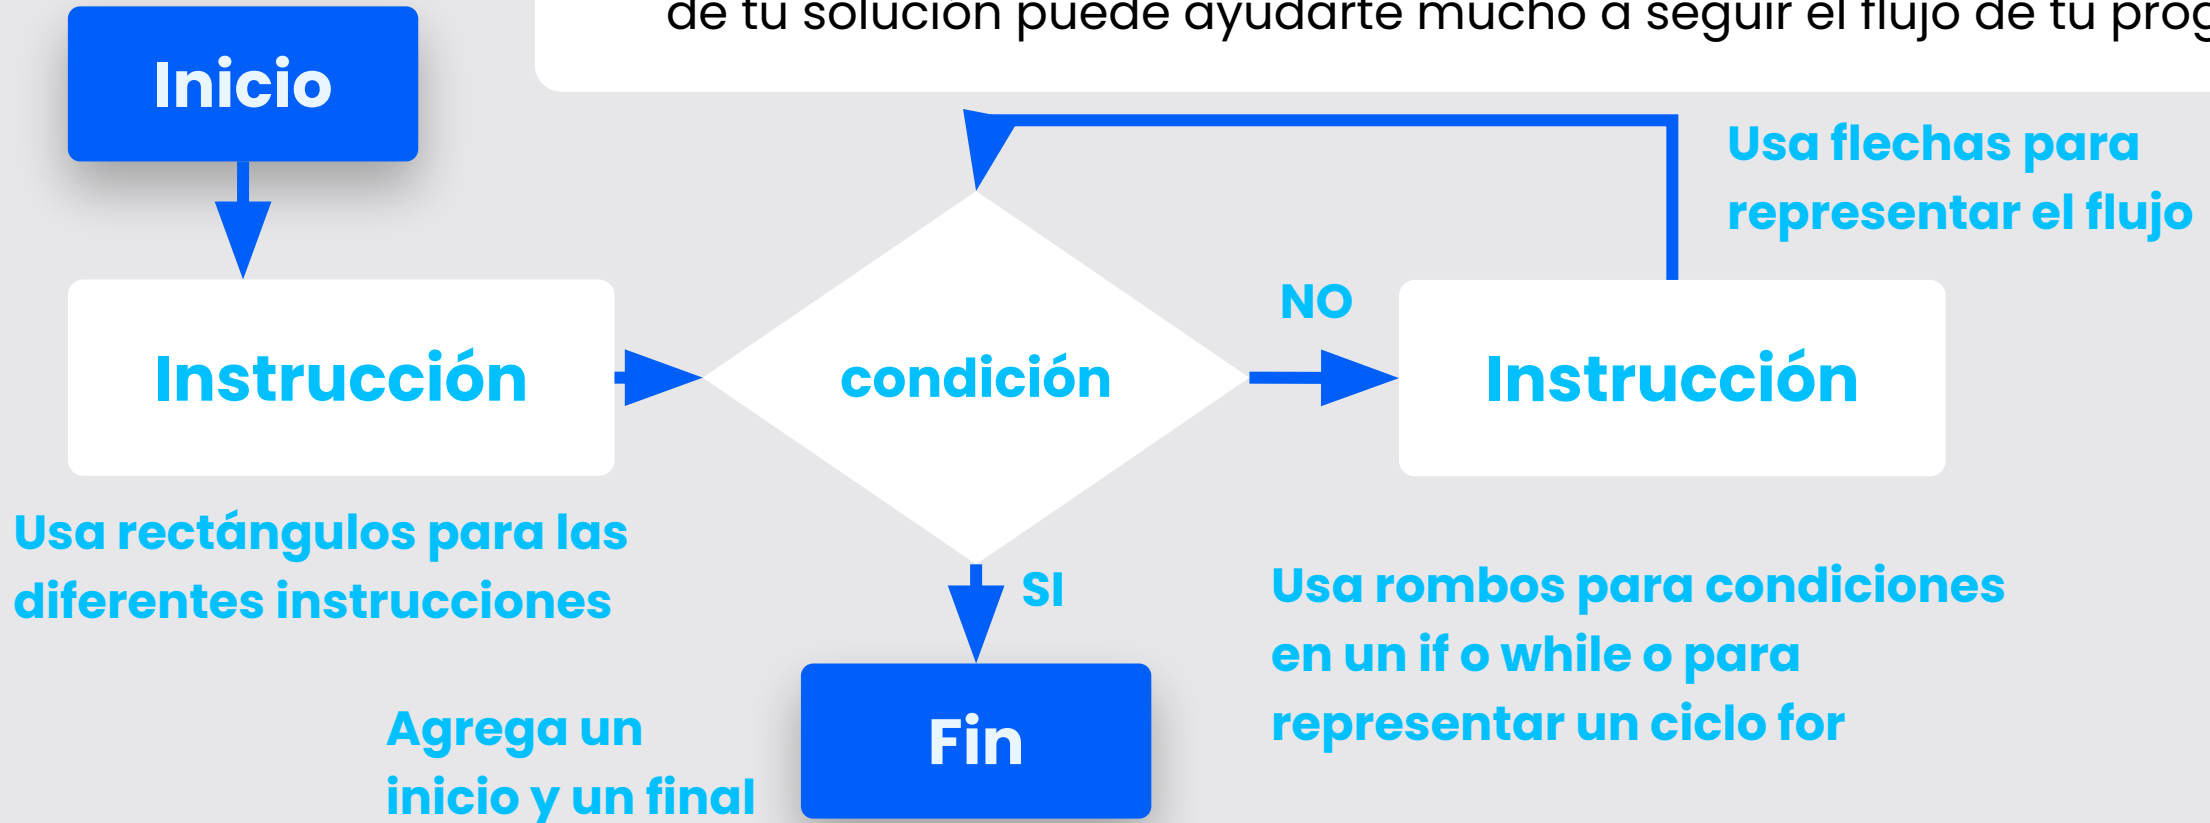 de tu solución puede ayudarte mucho a seguir el flujo de tu prog
Inicio
Usa flechas para
representar el flujo
NO
Instrucción
condición
Instrucción
Usa rectángulos para las
diferentes instrucciones
SI
Usa rombos para condiciones
en un if o while o para
representar un ciclo for
Agrega un
inicio y un final
Fin